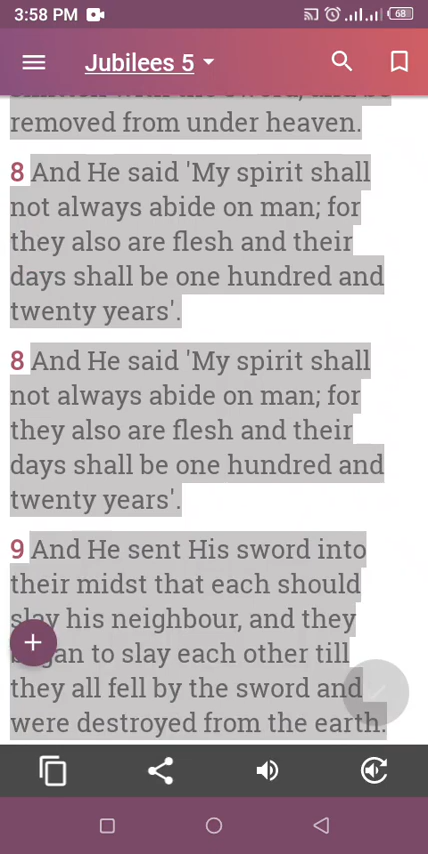 3:58 PM 68
Jubilees 5
removed from under heaven.
8 And He said 'My spirit shall
not always abide on man; for
they also are flesh and their
days shall be one hundred and
twenty years'.
8 And He said 'My spirit shall
not always abide on man; for
they also are flesh and their
days shall be one hundred and
twenty years'.
9 And He sent His sword into
their midst that each should
slay his neighbour, and they
began to slay each other till
they all fell by the sword and
were destroyed from the earth.